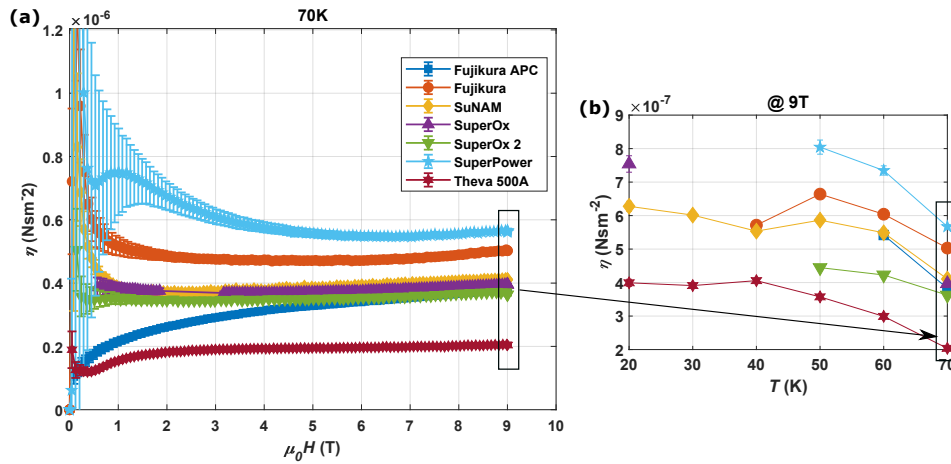 (a)
70K
×10⁻⁶
1.2
1
0.8
0.6
0.4
0.2
0
η (Nsm⁻2)
0 1 2 3 4 5 6 7 8 9 10
μ₀H (T)
Fujikura APC
Fujikura
SuNAM
SuperOx
SuperOx 2
SuperPower
Theva 500A
(b)
@ 9T
×10⁻⁷
9
8
7
6
5
4
3
2
η (Nsm⁻²)
20 30 40 50 60 70
T (K)